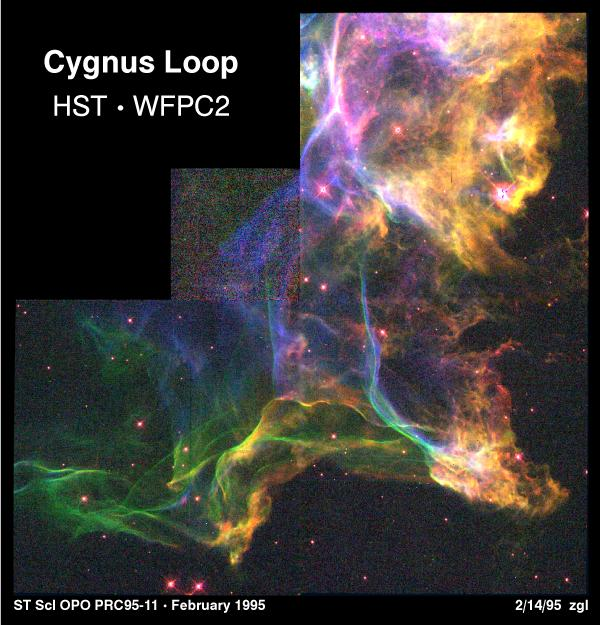 Cygnus Loop
HST • WFPC2
ST ScI OPO PRC95-11 • February 1995
2/14/95 zgl